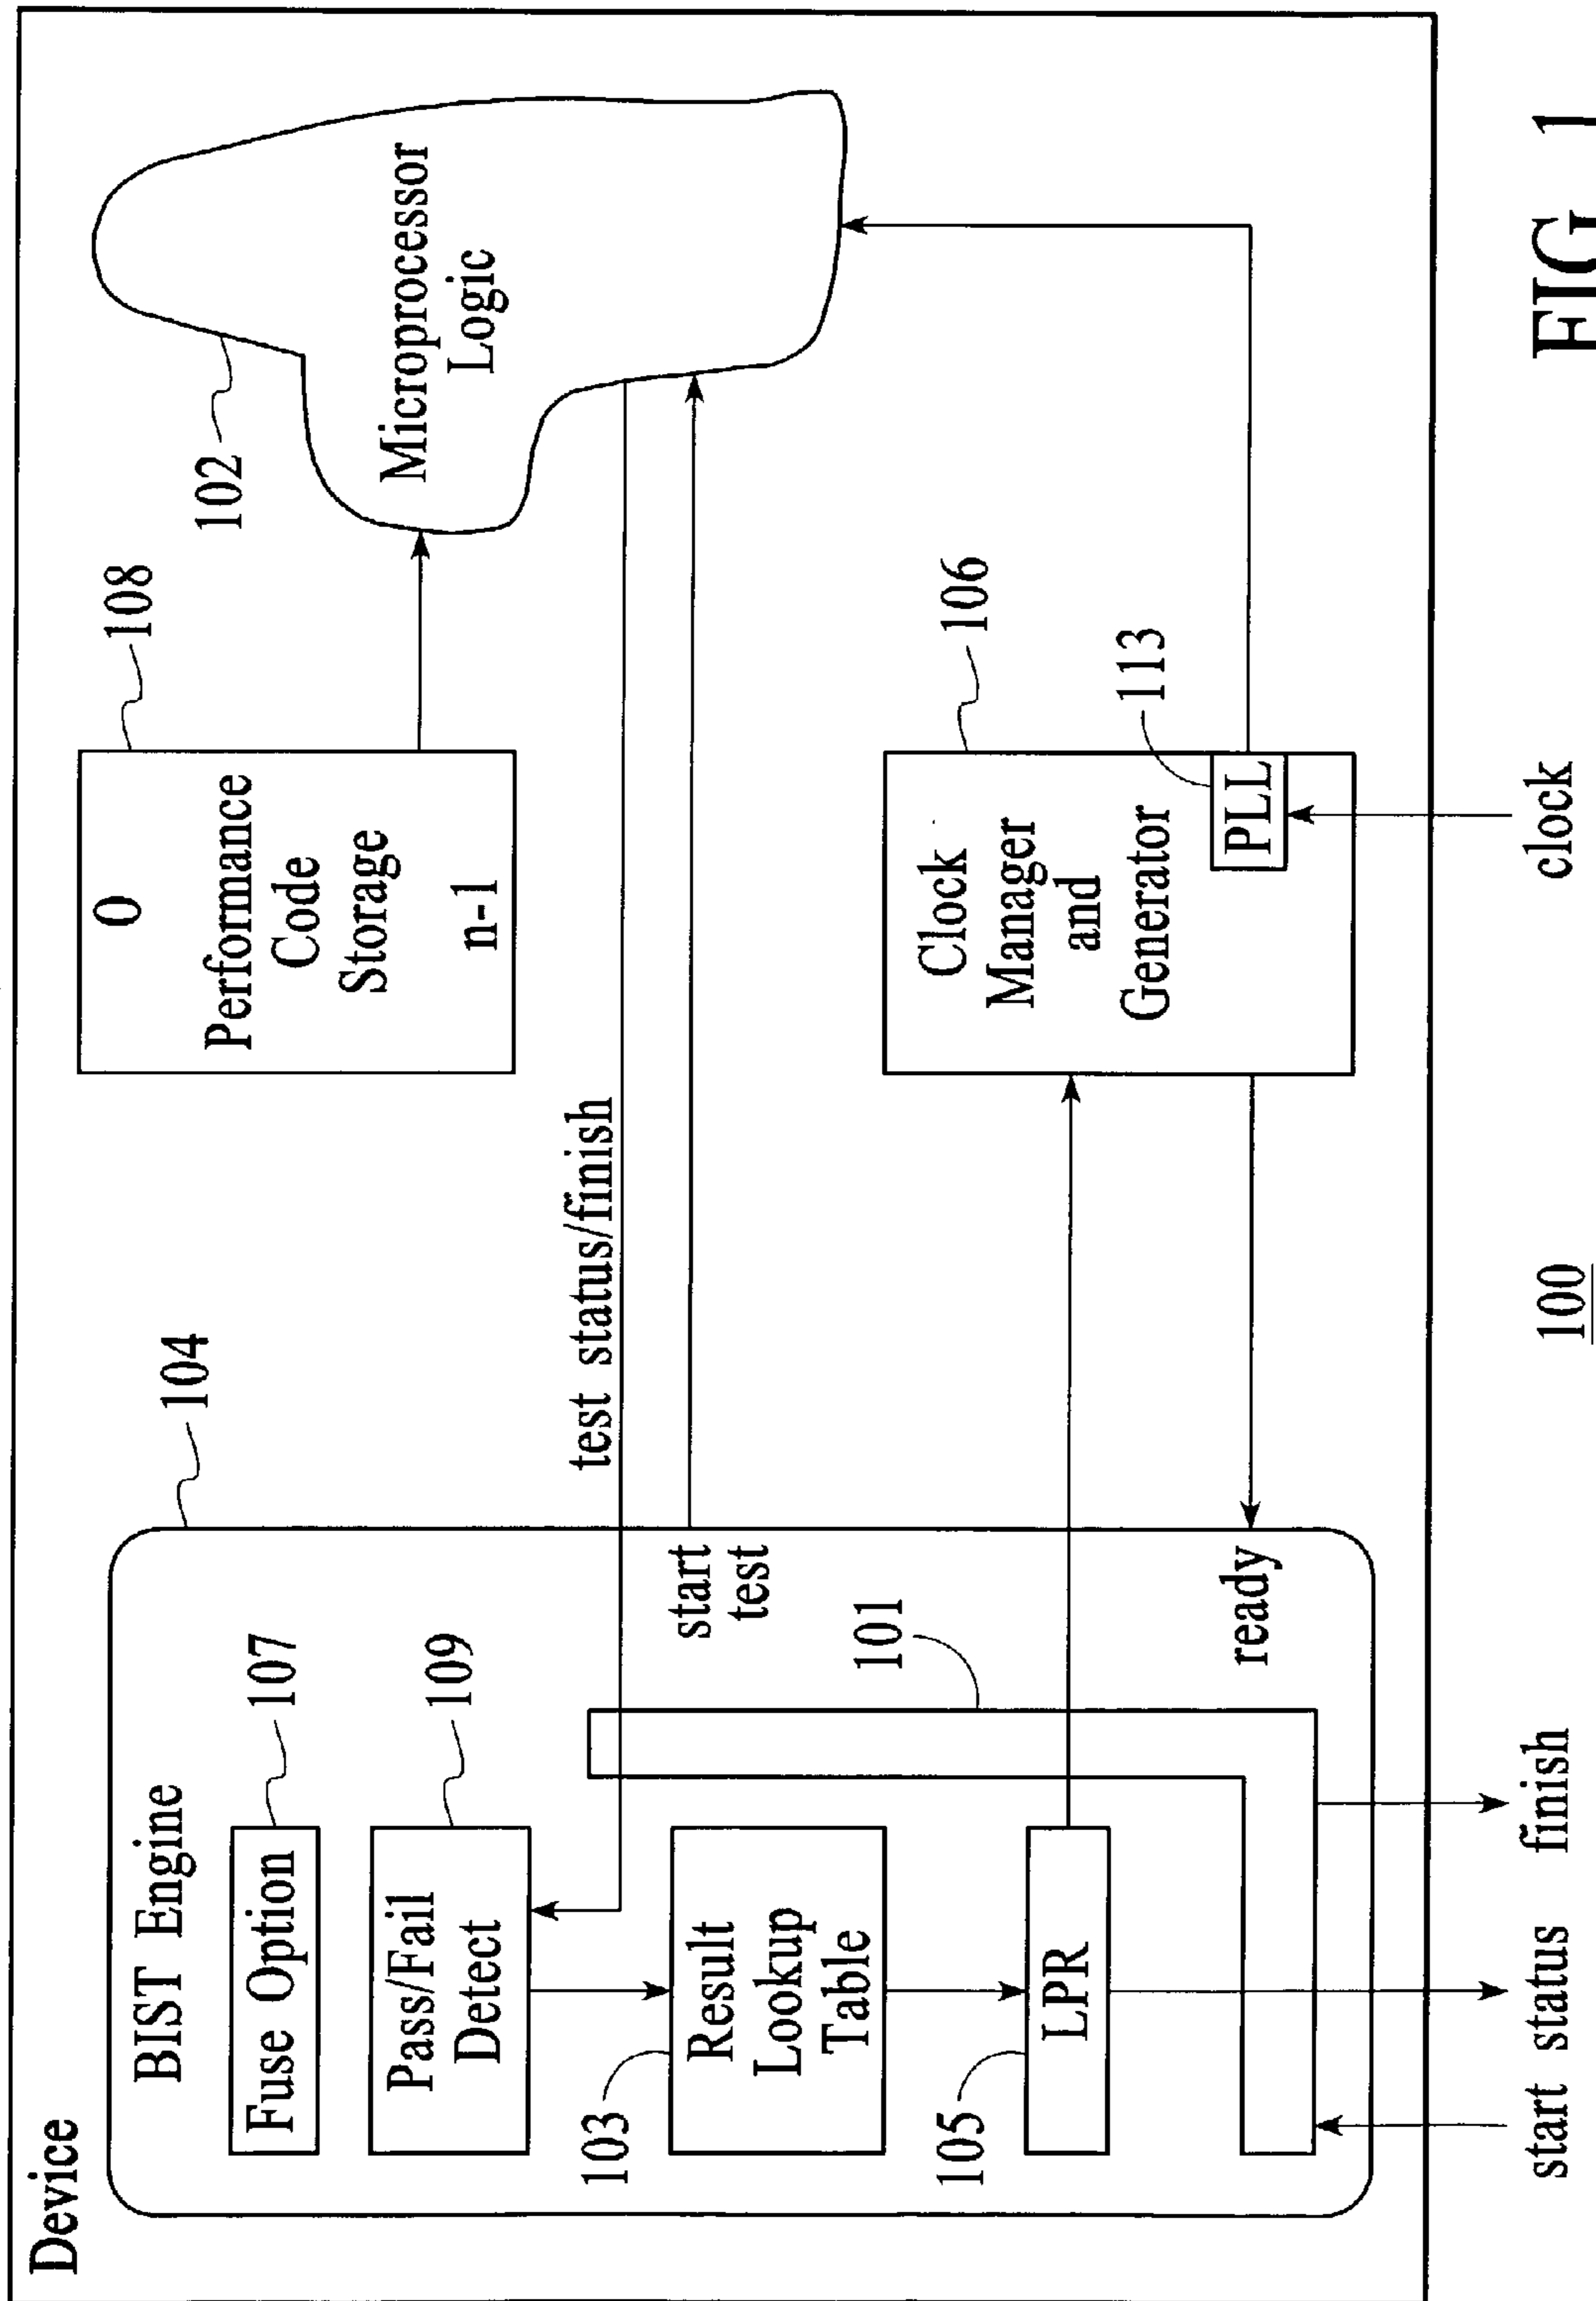 Device
BIST Engine
Fuse Option
107
Pass/Fail
Detect
109
103
Result
Lookup
Table
105
LPR
101
start
test
ready
104
test status/finish
0
Performance
Code
Storage
n-1
108
102
Microprocessor
Logic
Clock
Manager
and
Generator
PLL
106
113
start status finish
clock
100
FIG 1